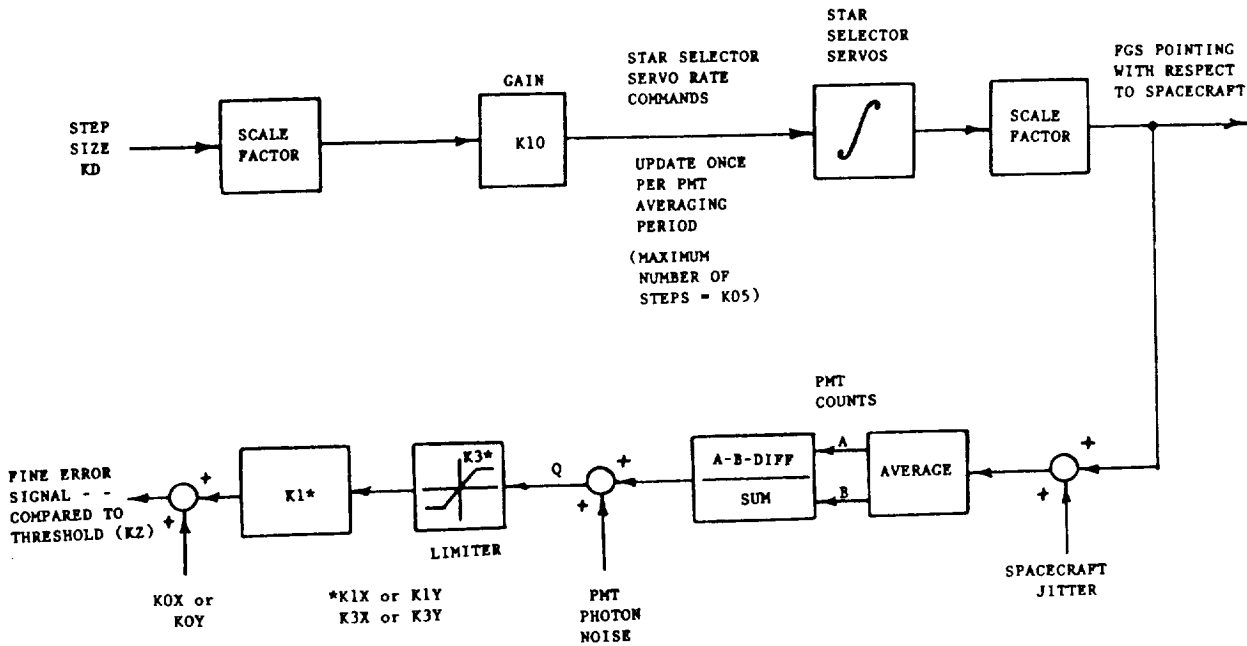 STEP
SIZE
KD
SCALE
FACTOR
GAIN
K10
STAR SELECTOR
SERVO RATE
COMMANDS
UPDATE ONCE
PER PMT
AVERAGING
PERIOD
(MAXIMUM
NUMBER OF
STEPS = K05)
STAR
SELECTOR
SERVOS
∫
SCALE
FACTOR
FGS POINTING
WITH RESPECT
TO SPACECRAFT
+
+
SPACECRAFT
JITTER
AVERAGE
PMT
COUNTS
A
B
A-B-DIFF
SUM
+
+
PMT
PHOTON
NOISE
Q
K3*
LIMITER
K1*
*K1X or K1Y
K3X or K3Y
+
+
K0X or
K0Y
FINE ERROR
SIGNAL - -
COMPARED TO
THRESHOLD (KZ)